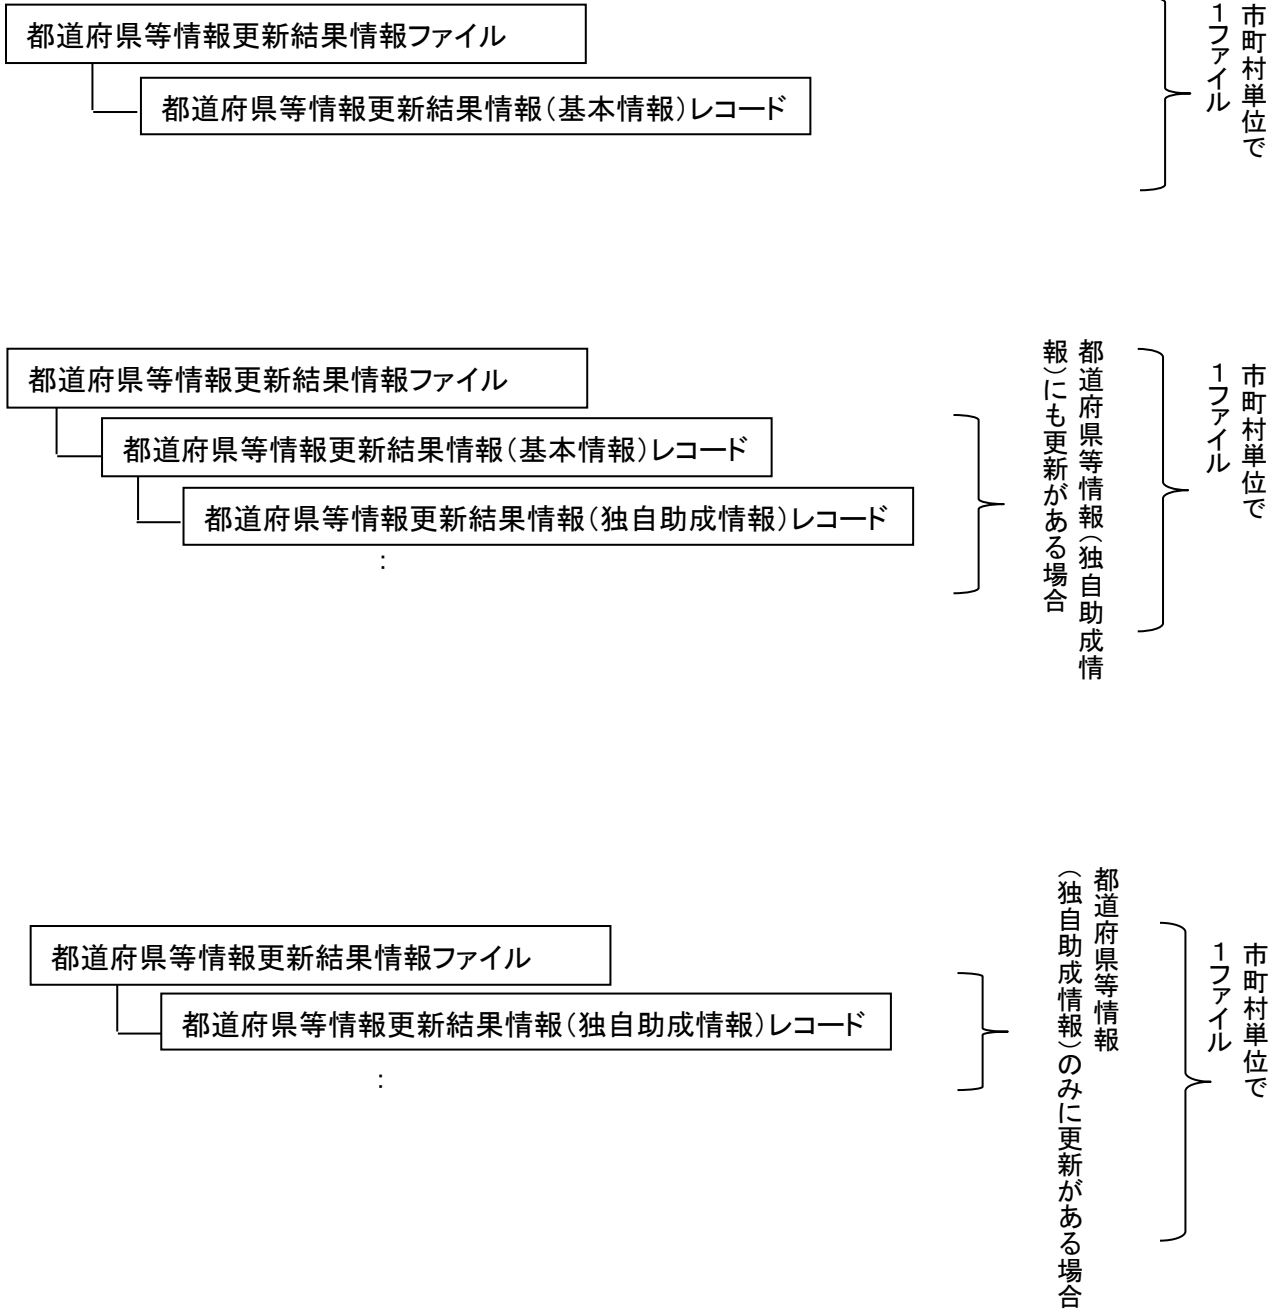 都道府県等情報更新結果情報ファイル
都道府県等情報更新結果情報(基本情報)レコード
市町村単位で
1ファイル
都道府県等情報更新結果情報ファイル
都道府県等情報更新結果情報(基本情報)レコード
都道府県等情報更新結果情報(独自助成情報)レコード
:
都道府県等情報(独自助成情
報)にも更新がある場合
市町村単位で
1ファイル
都道府県等情報更新結果情報ファイル
都道府県等情報更新結果情報(独自助成情報)レコード
:
都道府県等情報
(独自助成情報)のみに更新がある場合
市町村単位で
1ファイル